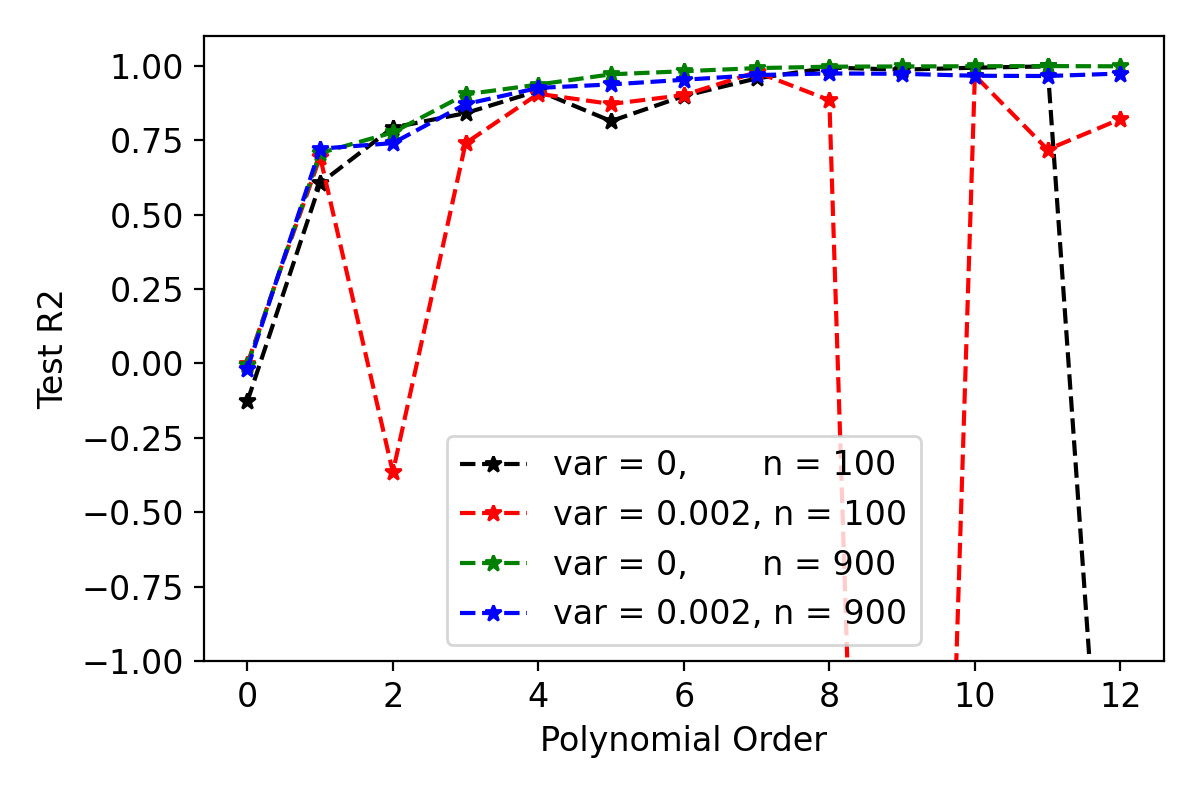 1.00
0.75
0.50
0.25
0.00
−0.25
−0.50
−0.75
−1.00
Test R2
var = 0, n = 100
var = 0.002, n = 100
var = 0, n = 900
var = 0.002, n = 900
0 2 4 6 8 10 12
Polynomial Order